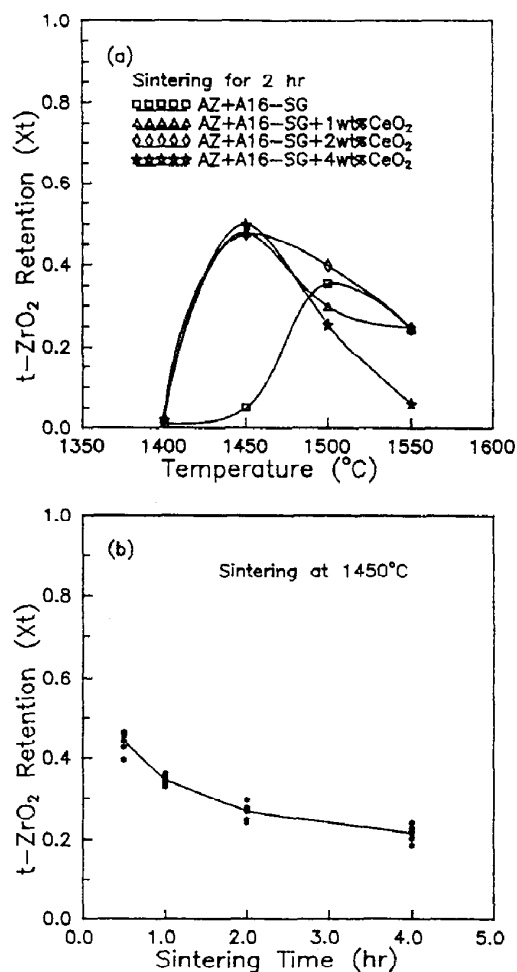 (a)
Sintering for 2 hr
AZ+A16-SG
AZ+A16-SG+1wt%CeO₂
AZ+A16-SG+2wt%CeO₂
AZ+A16-SG+4wt%CeO₂
t-ZrO₂ Retention (Xt)
1.0
0.8
0.6
0.4
0.2
0.0
1350
1400
1450
1500
1550
1600
Temperature (°C)
(b)
Sintering at 1450°C
t-ZrO₂ Retention (Xt)
1.0
0.8
0.6
0.4
0.2
0.0
0.0
1.0
2.0
3.0
4.0
5.0
Sintering Time (hr)